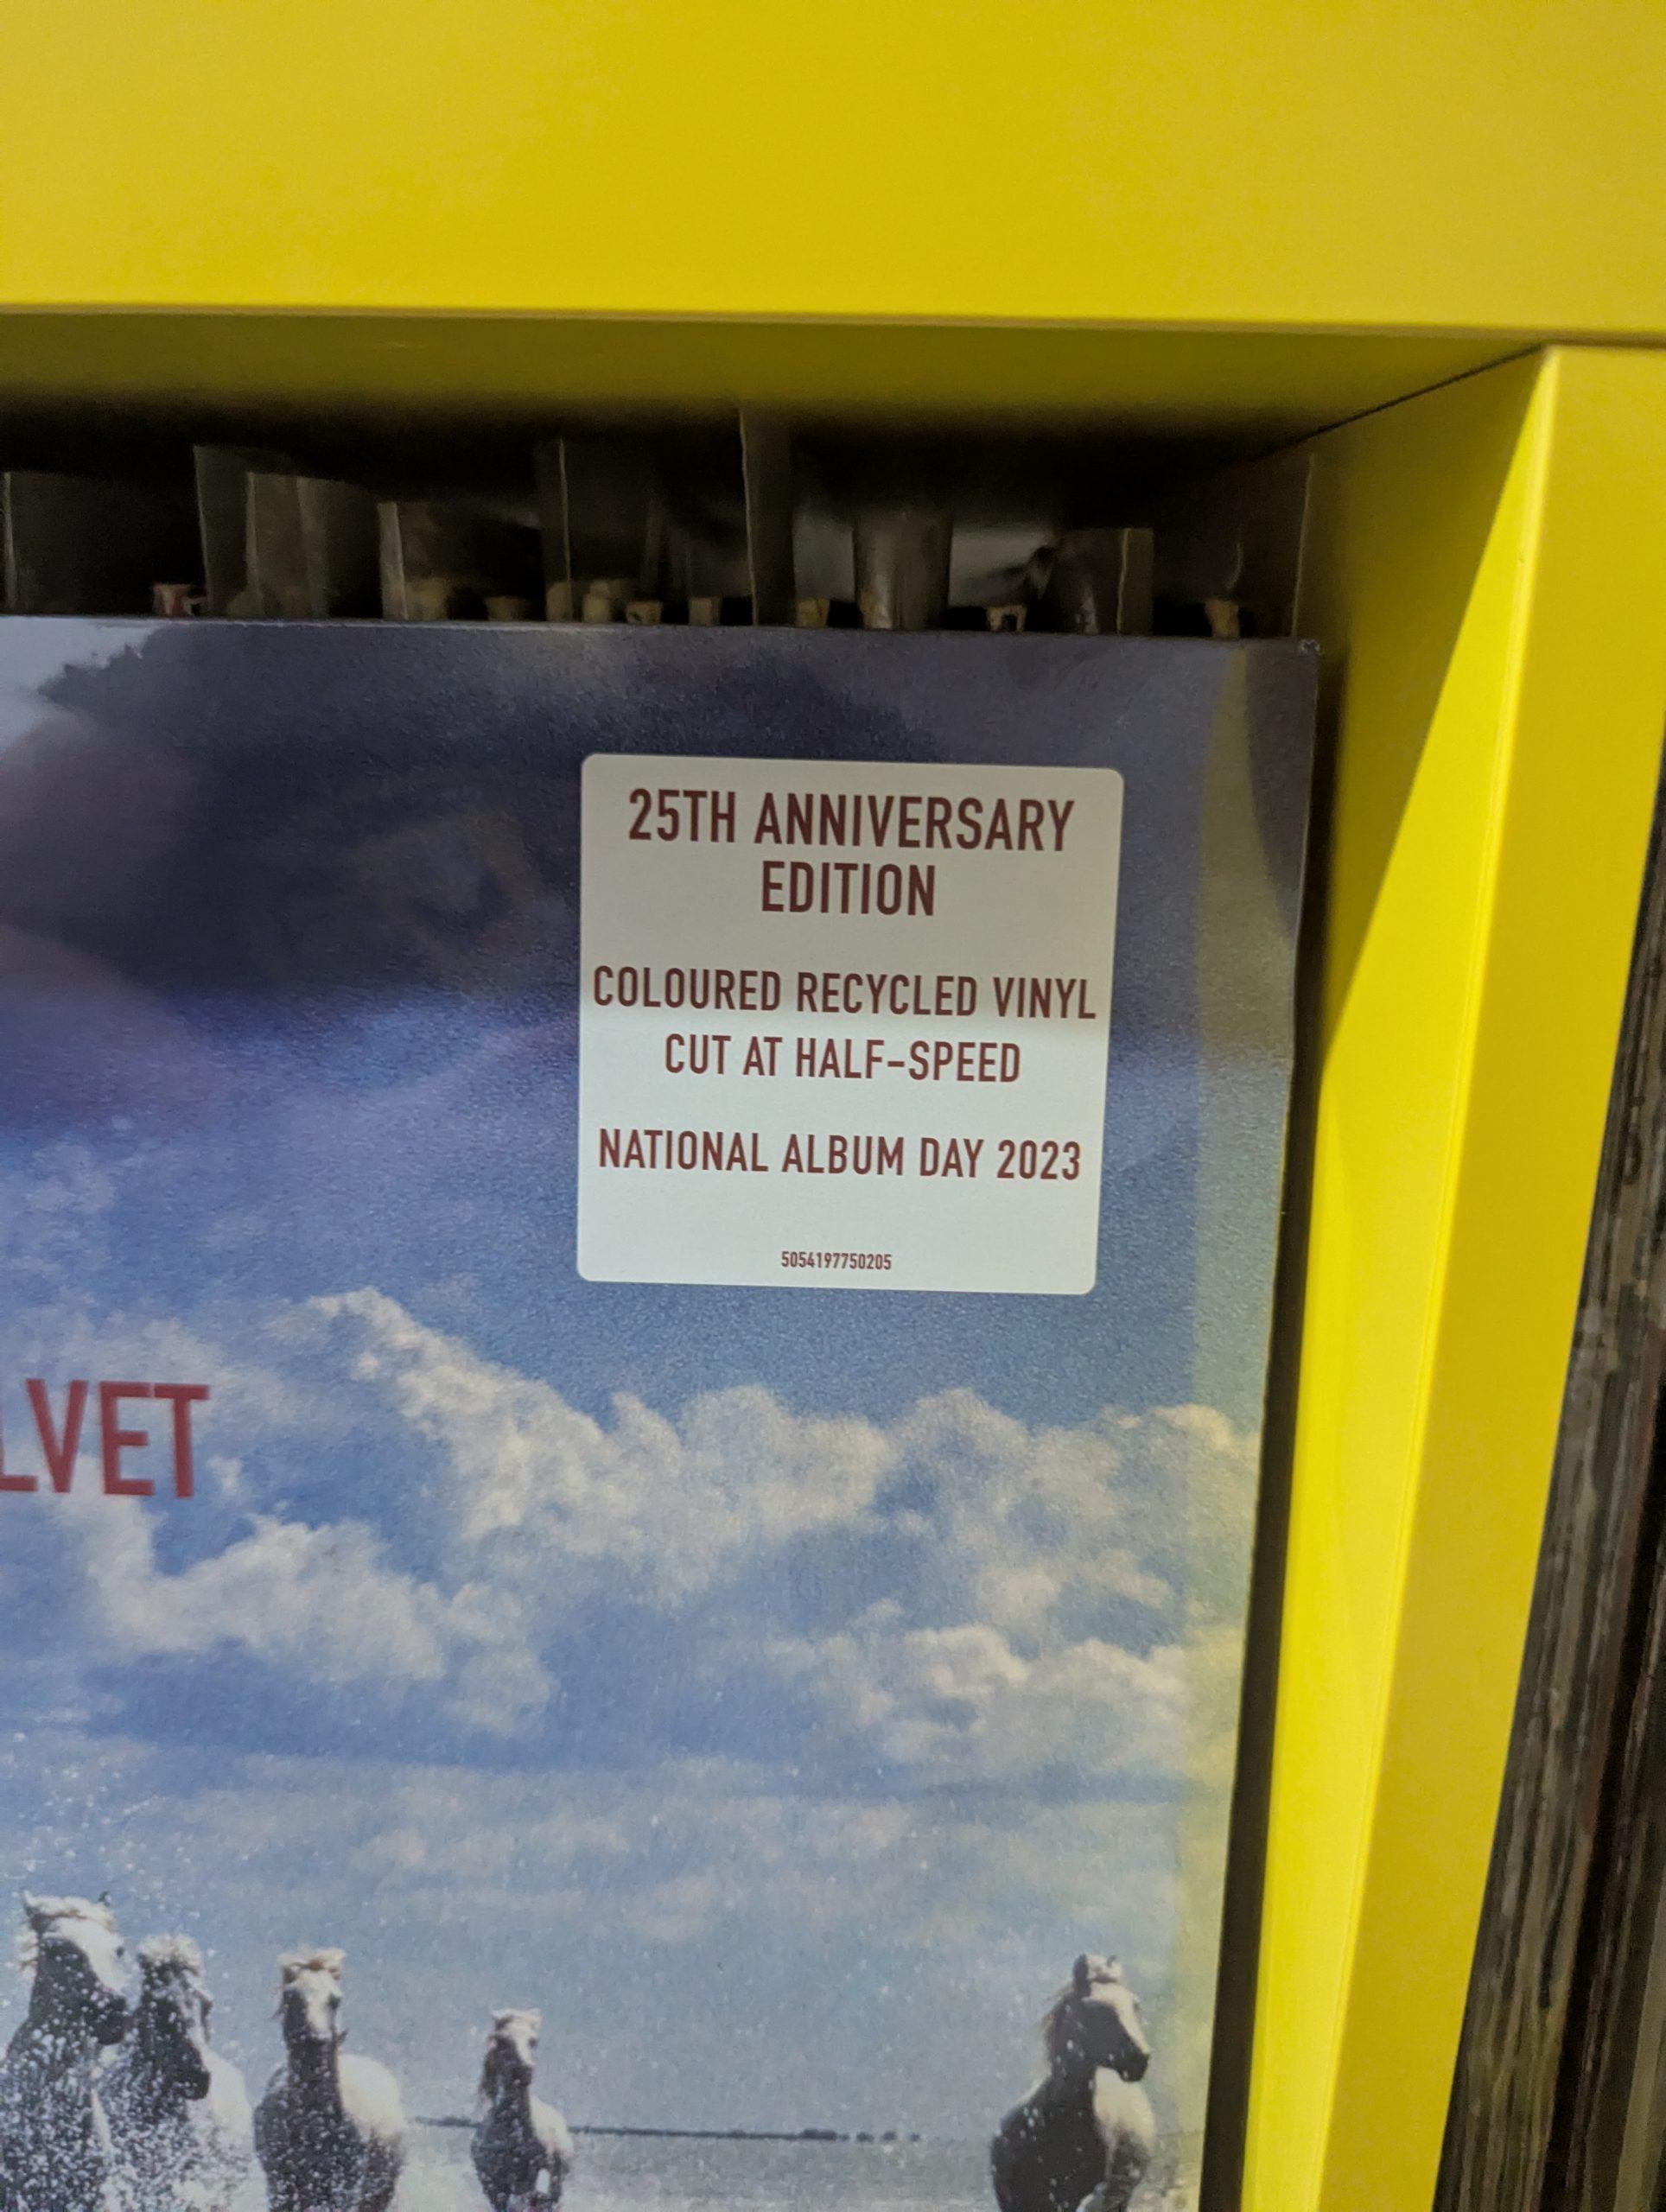 25TH ANNIVERSARY
EDITION
COLOURED RECYCLED VINYL
CUT AT HALF-SPEED
NATIONAL ALBUM DAY 2023
5054197750205
LVET